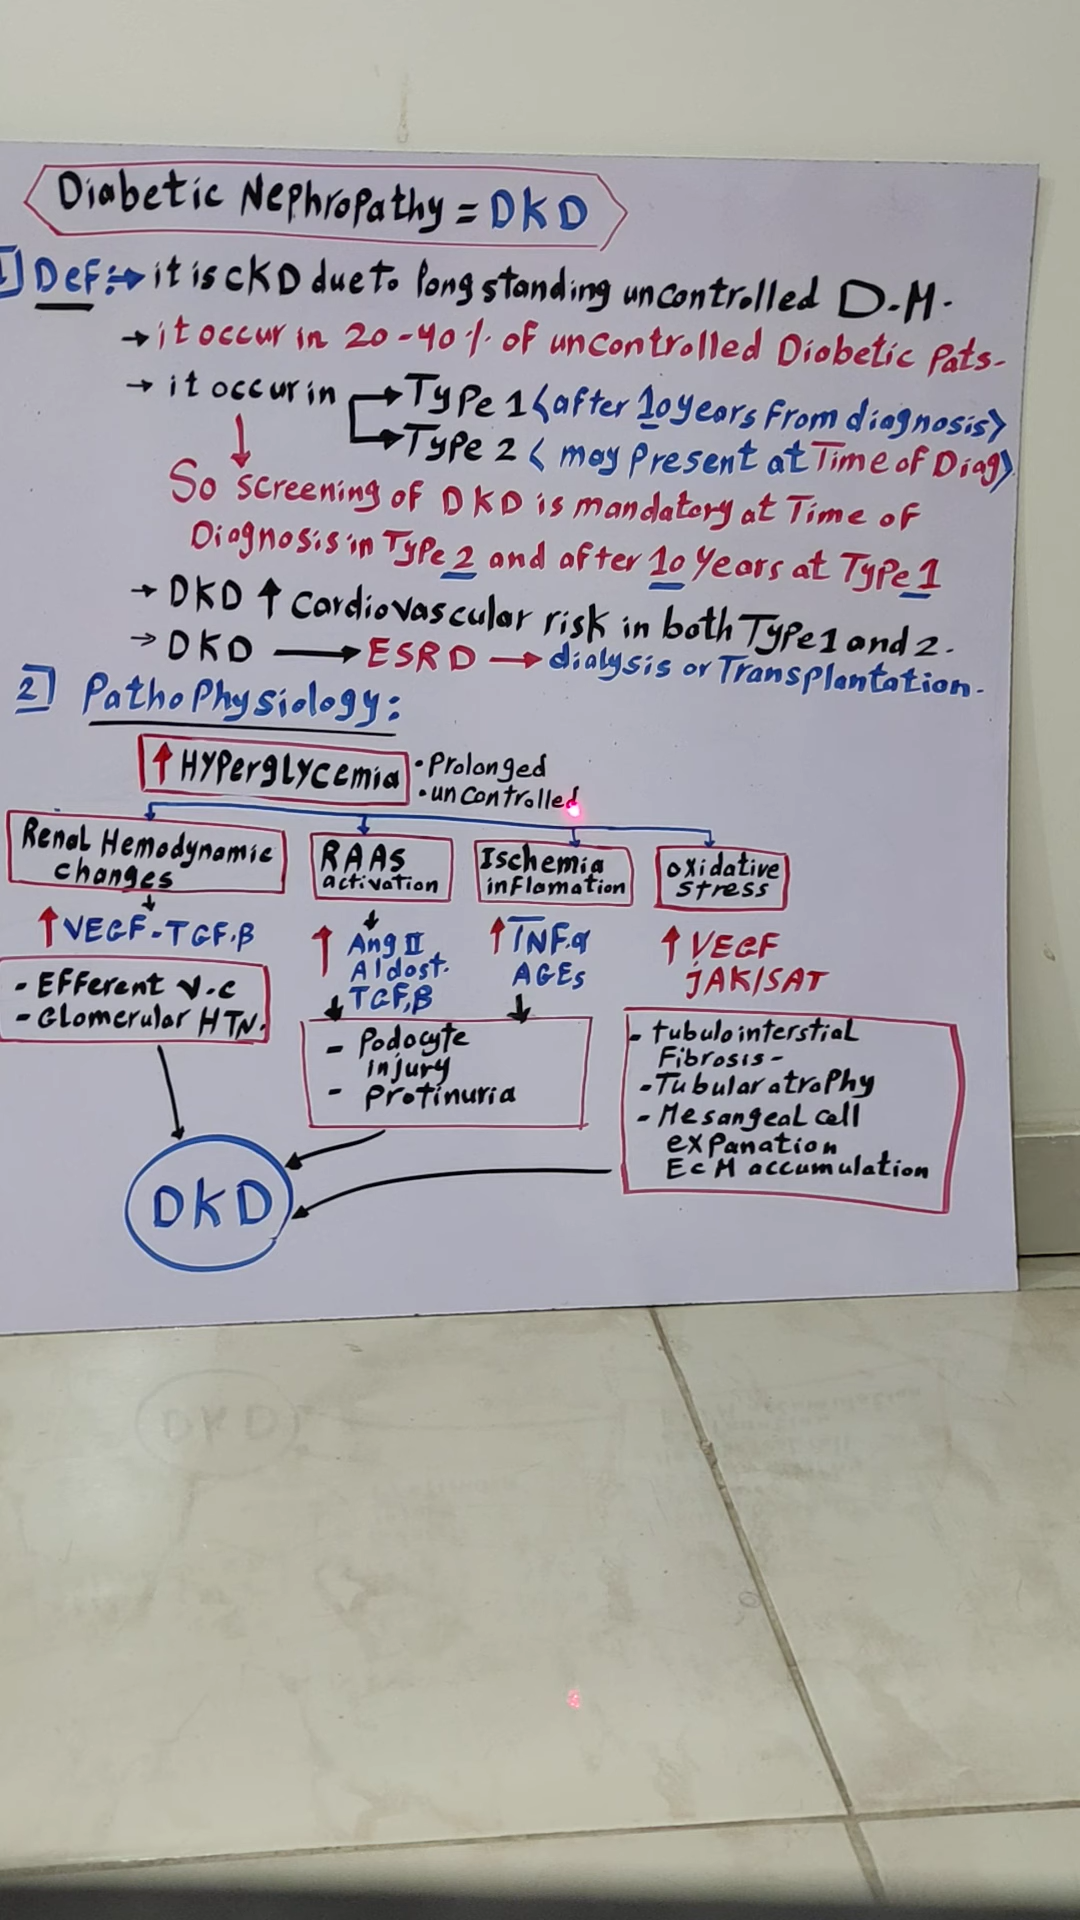 Diabetic Nephropathy = DKD
1] Def:→ it is CKD due to long standing uncontrolled D.M.
→ it occur in 20-40% of uncontrolled Diabetic Pats-
→ it occur in → Type 1 <after 10 years from diagnosis>
→ Type 2 < may Present at Time of Diag>
So screening of DKD is mandatory at Time of
Diagnosis in Type 2 and after 10 years at Type 1
→ DKD ↑ cardiovascular risk in both Type 1 and 2.
→ DKD → ESRD → dialysis or Transplantation.
2] PathoPhysiology:
↑ HyperglYcemia
• Prolonged
• uncontrolled
Renal Hemodynamic
changes
RAAS
activation
Ischemia
inflamation
oxidative
stress
↑ VEGF - TGF.β
↑ Ang II
Aldost.
TGF,β
↑ TNF.α
AGEs
↑ VEGF
JAK/SAT
- Efferent V.C
- Glomerular HTN.
- Podocyte
injury
- Protinuria
- tubulointerstial
Fibrosis -
- Tubular atrophy
- Mesangeal cell
expanation
EcM accumulation
DKD